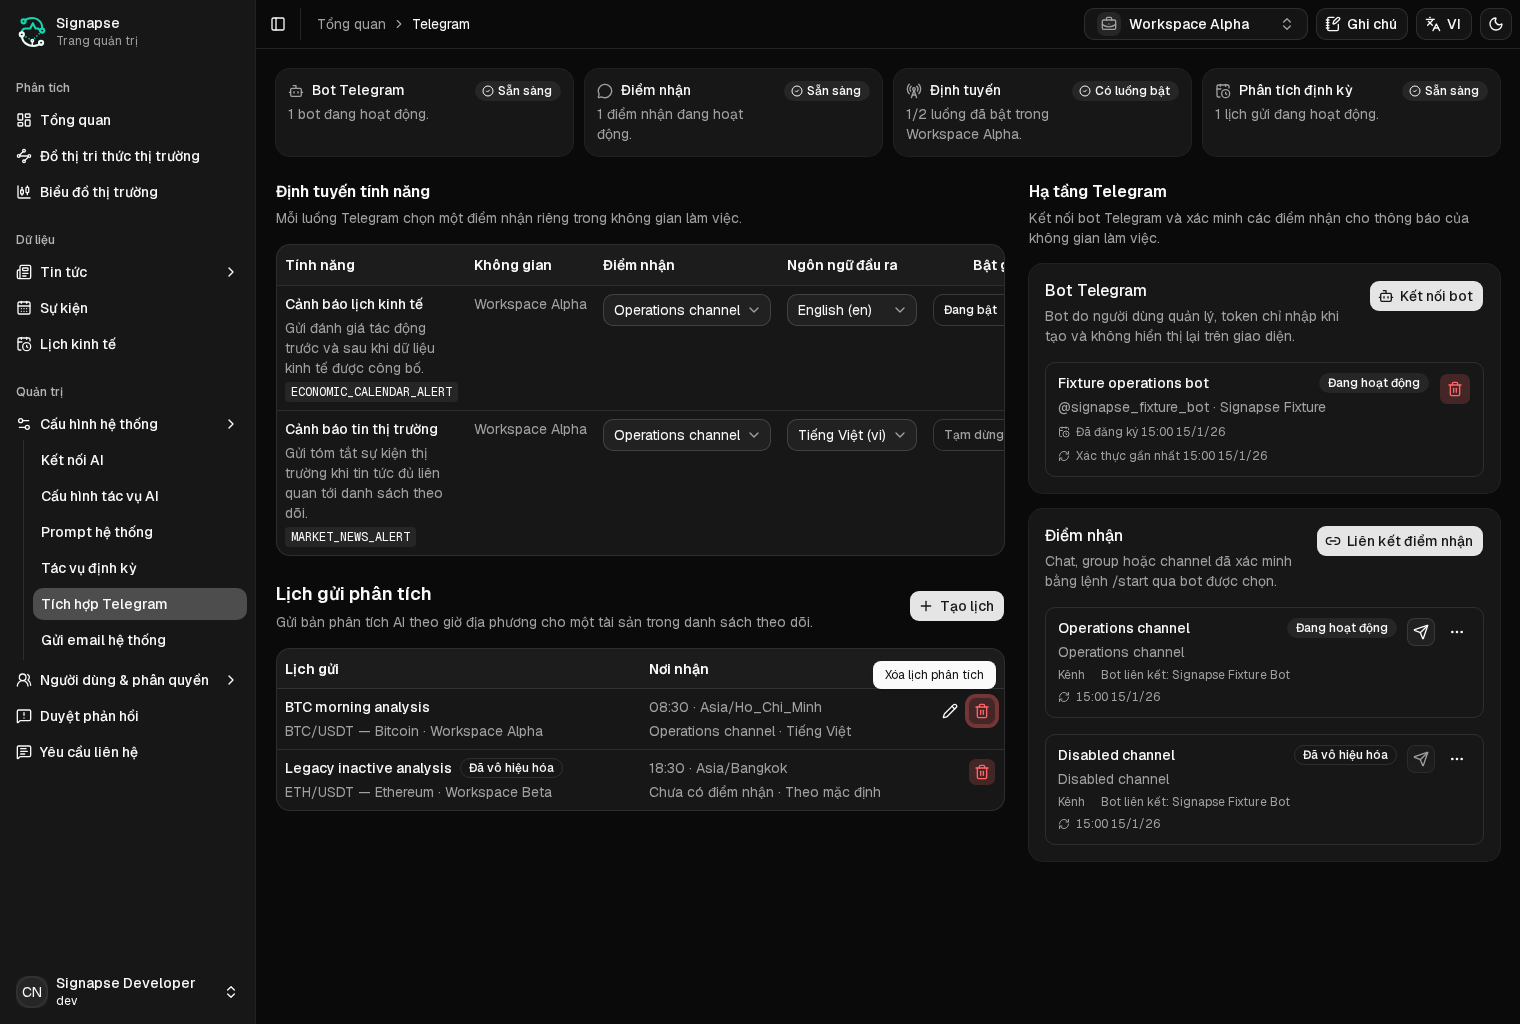 Signapse
Trang quản trị
Phân tích
Tổng quan
Đồ thị tri thức thị trường
Biểu đồ thị trường
Dữ liệu
Tin tức
Sự kiện
Lịch kinh tế
Quản trị
Cấu hình hệ thống
Kết nối AI
Cấu hình tác vụ AI
Prompt hệ thống
Tác vụ định kỳ
Tích hợp Telegram
Gửi email hệ thống
Người dùng & phân quyền
Duyệt phản hồi
Yêu cầu liên hệ
CN
Signapse Developer
dev
Tổng quan
Telegram
Workspace Alpha
Ghi chú
VI
Bot Telegram
Sẵn sàng
1 bot đang hoạt động.
Điểm nhận
Sẵn sàng
1 điểm nhận đang hoạt
động.
Định tuyến
Có luồng bật
1/2 luồng đã bật trong
Workspace Alpha.
Phân tích định kỳ
Sẵn sàng
1 lịch gửi đang hoạt động.
Định tuyến tính năng
Mỗi luồng Telegram chọn một điểm nhận riêng trong không gian làm việc.
Tính năng
Không gian
Điểm nhận
Ngôn ngữ đầu ra
Bật g
Cảnh báo lịch kinh tế
Gửi đánh giá tác động
trước và sau khi dữ liệu
kinh tế được công bố.
ECONOMIC_CALENDAR_ALERT
Workspace Alpha
Operations channel
English (en)
Đang bật
Cảnh báo tin thị trường
Gửi tóm tắt sự kiện thị
trường khi tin tức đủ liên
quan tới danh sách theo
dõi.
MARKET_NEWS_ALERT
Workspace Alpha
Operations channel
Tiếng Việt (vi)
Tạm dừng
Lịch gửi phân tích
Gửi bản phân tích AI theo giờ địa phương cho một tài sản trong danh sách theo dõi.
Tạo lịch
Lịch gửi
Nơi nhận
Xóa lịch phân tích
BTC morning analysis
BTC/USDT — Bitcoin · Workspace Alpha
08:30 · Asia/Ho_Chi_Minh
Operations channel · Tiếng Việt
Legacy inactive analysis
Đã vô hiệu hóa
ETH/USDT — Ethereum · Workspace Beta
18:30 · Asia/Bangkok
Chưa có điểm nhận · Theo mặc định
Hạ tầng Telegram
Kết nối bot Telegram và xác minh các điểm nhận cho thông báo của
không gian làm việc.
Bot Telegram
Bot do người dùng quản lý, token chỉ nhập khi
tạo và không hiển thị lại trên giao diện.
Kết nối bot
Fixture operations bot
Đang hoạt động
@signapse_fixture_bot · Signapse Fixture
Đã đăng ký 15:00 15/1/26
Xác thực gần nhất 15:00 15/1/26
Điểm nhận
Chat, group hoặc channel đã xác minh
bằng lệnh /start qua bot được chọn.
Liên kết điểm nhận
Operations channel
Đang hoạt động
Operations channel
Kênh
Bot liên kết: Signapse Fixture Bot
15:00 15/1/26
Disabled channel
Đã vô hiệu hóa
Disabled channel
Kênh
Bot liên kết: Signapse Fixture Bot
15:00 15/1/26